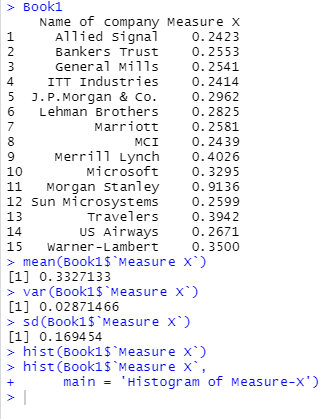 > Book1
Name of company Measure X
1 Allied Signal 0.2423
2 Bankers Trust 0.2553
3 General Mills 0.2541
4 ITT Industries 0.2414
5 J.P.Morgan & Co. 0.2962
6 Lehman Brothers 0.2825
7 Marriott 0.2581
8 MCI 0.2439
9 Merrill Lynch 0.4026
10 Microsoft 0.3295
11 Morgan Stanley 0.9136
12 Sun Microsystems 0.2599
13 Travelers 0.3942
14 US Airways 0.2671
15 Warner-Lambert 0.3500
> mean(Book1$`Measure X`)
[1] 0.3327133
> var(Book1$`Measure X`)
[1] 0.02871466
> sd(Book1$`Measure X`)
[1] 0.169454
> hist(Book1$`Measure X`)
> hist(Book1$`Measure X`,
+ main = 'Histogram of Measure-X')
>